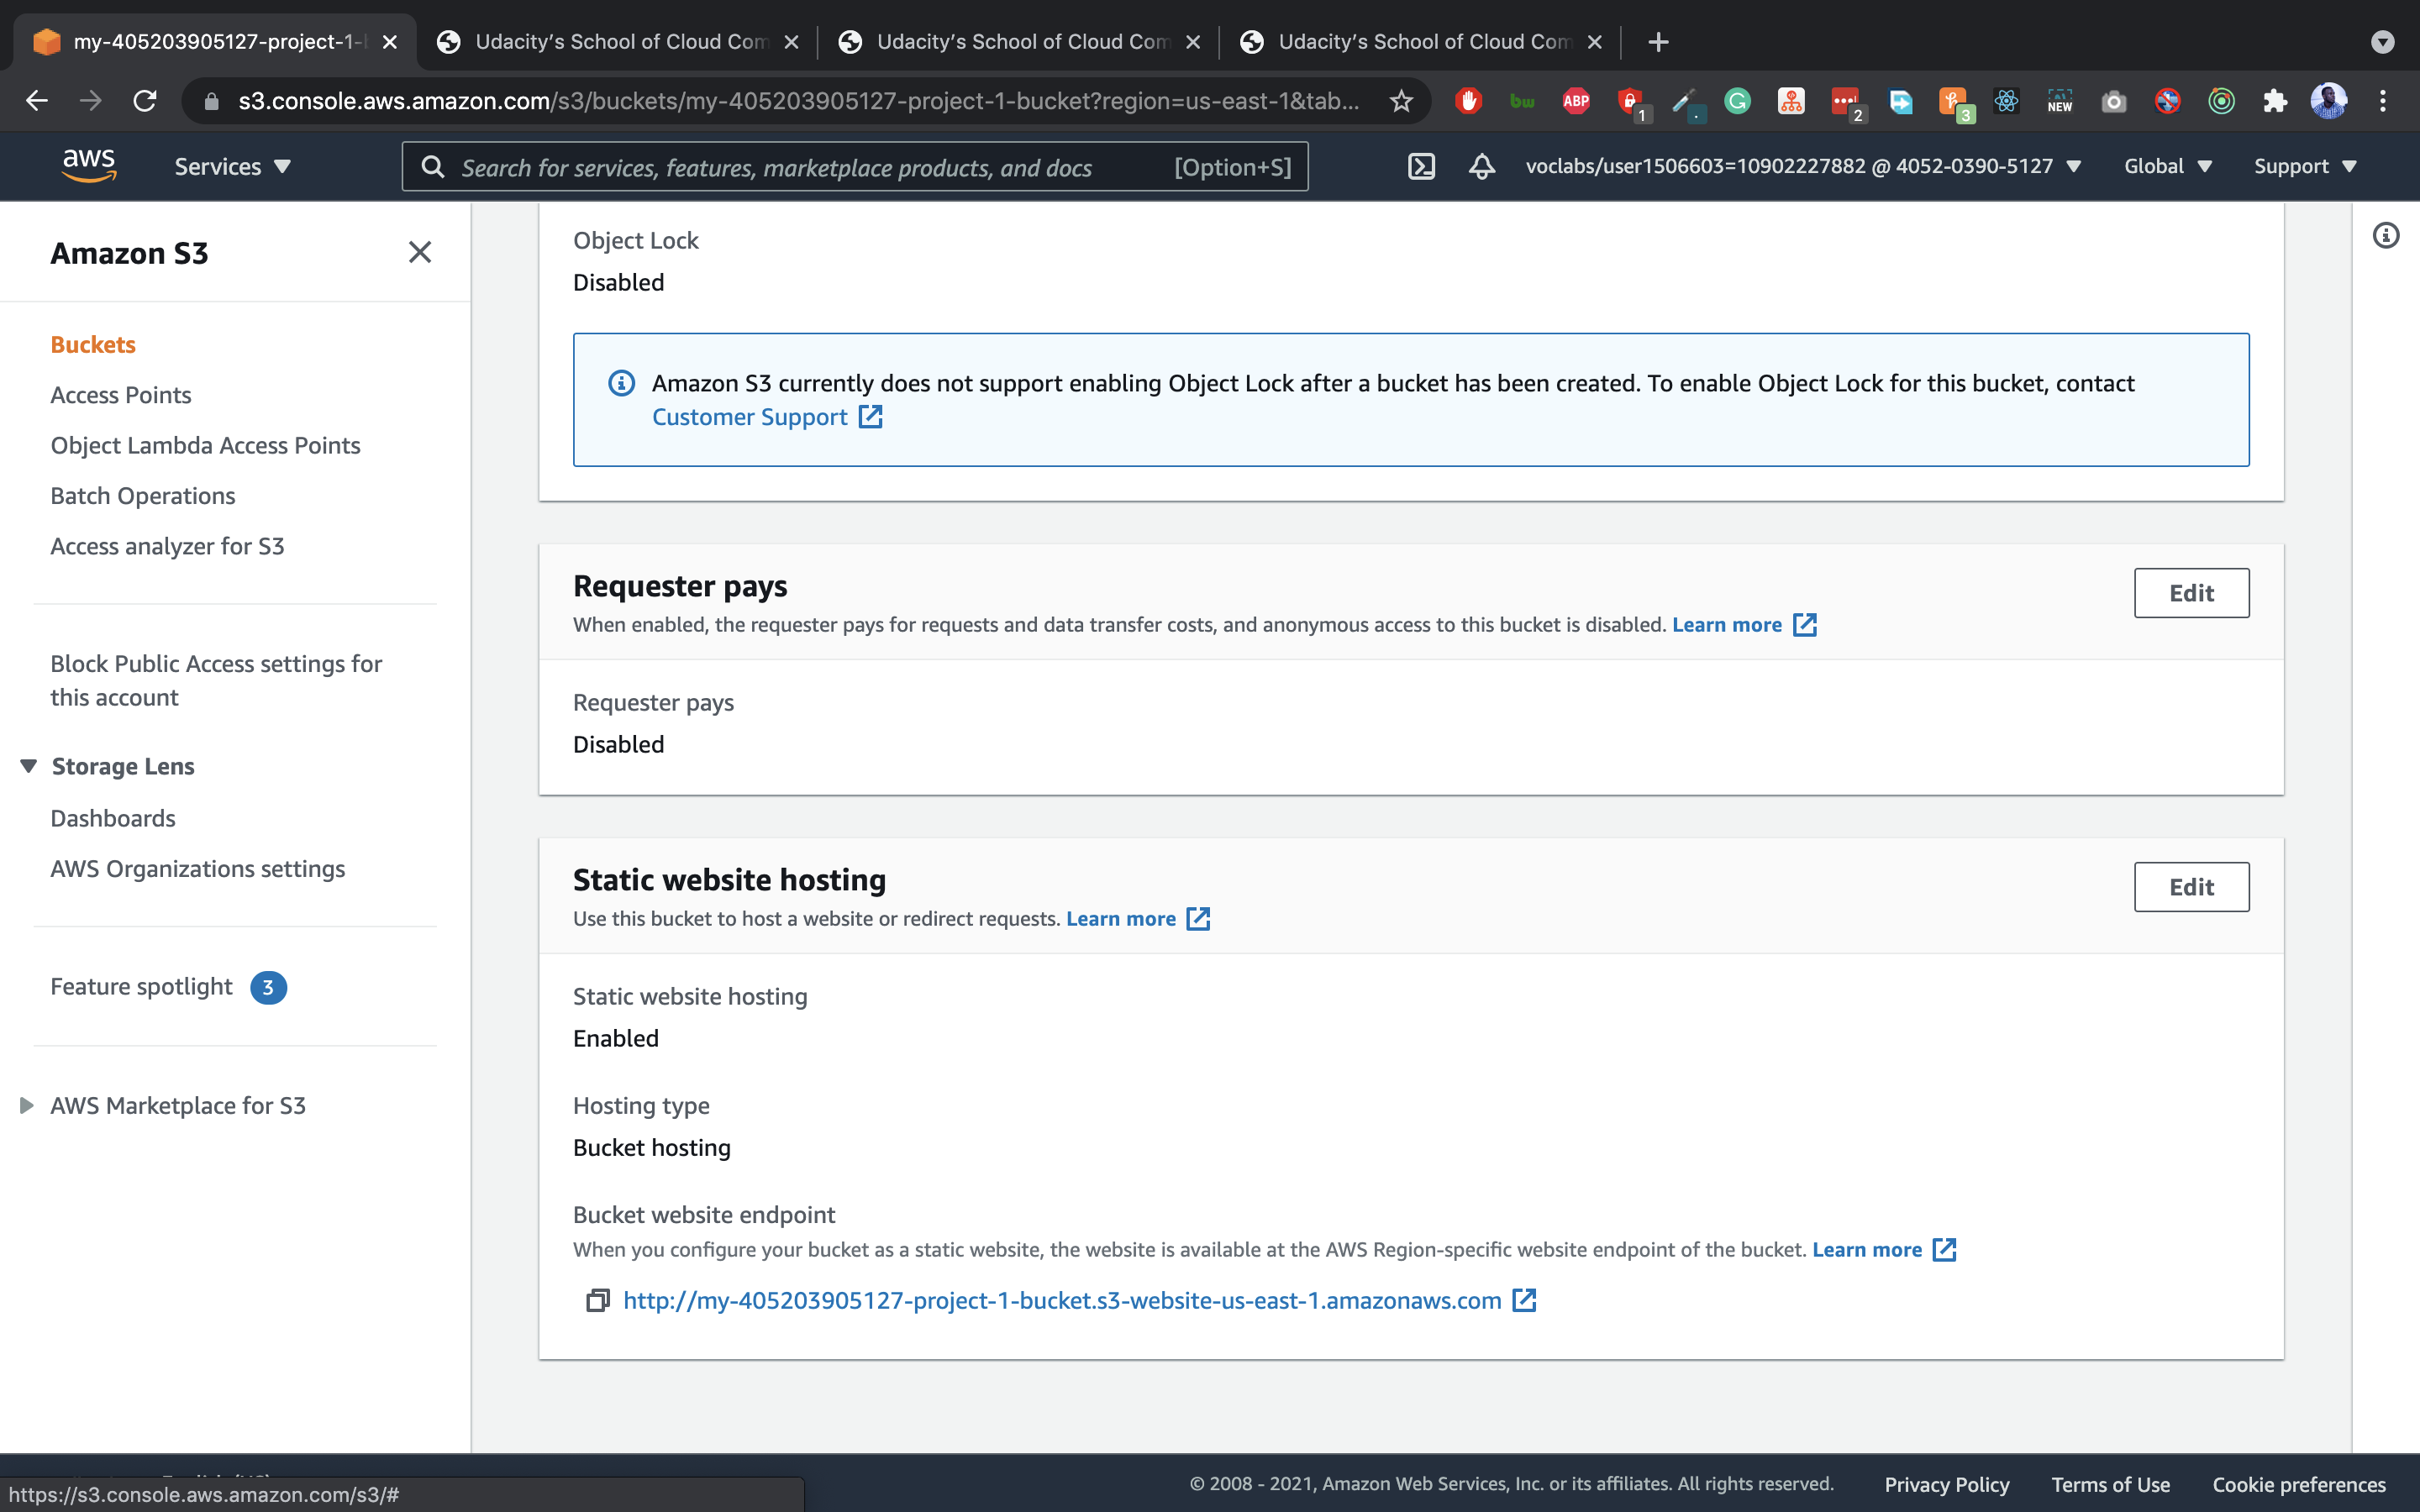 my-405203905127-project-1-
Udacity's School of Cloud Com
Udacity's School of Cloud Com
Udacity's School of Cloud Com
s3.console.aws.amazon.com/s3/buckets/my-405203905127-project-1-bucket?region=us-east-1&tab...
bw
ABP
1
2
3
NEW
aws
Services
Search for services, features, marketplace products, and docs
[Option+S]
voclabs/user1506603=10902227882 @ 4052-0390-5127
Global
Support
Amazon S3
Buckets
Access Points
Object Lambda Access Points
Batch Operations
Access analyzer for S3
Block Public Access settings for
this account
Storage Lens
Dashboards
AWS Organizations settings
Feature spotlight 3
AWS Marketplace for S3
Object Lock
Disabled
Amazon S3 currently does not support enabling Object Lock after a bucket has been created. To enable Object Lock for this bucket, contact
Customer Support
Requester pays
Edit
When enabled, the requester pays for requests and data transfer costs, and anonymous access to this bucket is disabled. Learn more
Requester pays
Disabled
Static website hosting
Edit
Use this bucket to host a website or redirect requests. Learn more
Static website hosting
Enabled
Hosting type
Bucket hosting
Bucket website endpoint
When you configure your bucket as a static website, the website is available at the AWS Region-specific website endpoint of the bucket. Learn more
http://my-405203905127-project-1-bucket.s3-website-us-east-1.amazonaws.com
https://s3.console.aws.amazon.com/s3/#
© 2008 - 2021, Amazon Web Services, Inc. or its affiliates. All rights reserved.
Privacy Policy
Terms of Use
Cookie preferences